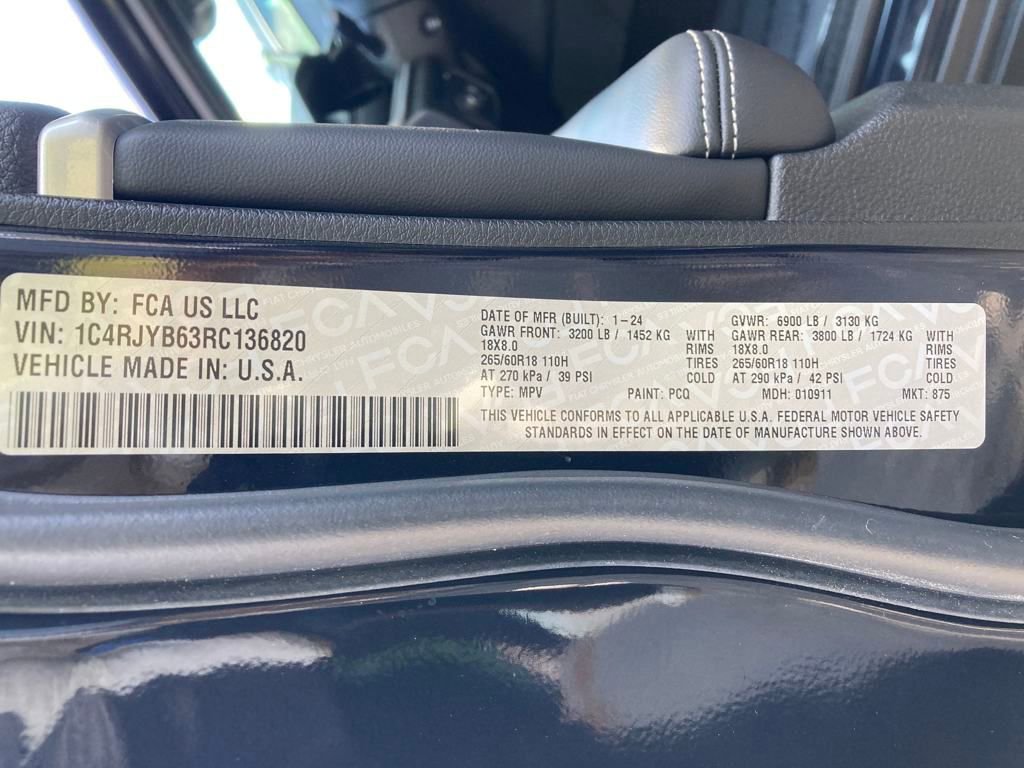 MFD BY: FCA US LLC
VIN: 1C4RJYB63RC136820
VEHICLE MADE IN: U.S.A.
DATE OF MFR (BUILT): 1-24 GVWR: 6900 LB / 3130 KG
GAWR FRONT: 3200 LB / 1452 KG WITH GAWR REAR: 3800 LB / 1724 KG WITH
18X8.0 RIMS 18X8.0 RIMS
265/60R18 110H TIRES 265/60R18 110H TIRES
AT 270 kPa / 39 PSI COLD AT 290 kPa / 42 PSI COLD
TYPE: MPV PAINT: PCQ MDH: 010911 MKT: 875
THIS VEHICLE CONFORMS TO ALL APPLICABLE U.S.A. FEDERAL MOTOR VEHICLE SAFETY
STANDARDS IN EFFECT ON THE DATE OF MANUFACTURE SHOWN ABOVE.